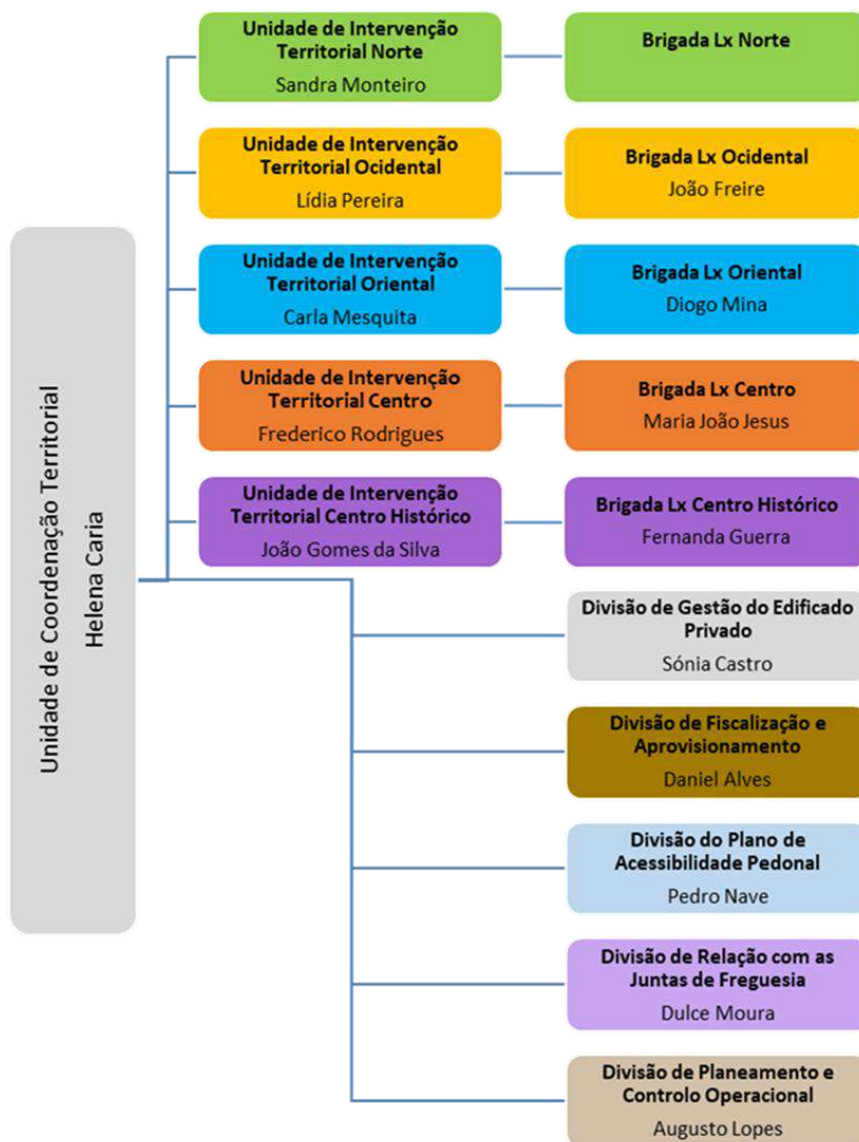 Unidade de Coordenação Territorial
Helena Caria
Unidade de Intervenção
Territorial Norte
Sandra Monteiro
Brigada Lx Norte
Unidade de Intervenção
Territorial Ocidental
Lídia Pereira
Brigada Lx Ocidental
João Freire
Unidade de Intervenção
Territorial Oriental
Carla Mesquita
Brigada Lx Oriental
Diogo Mina
Unidade de Intervenção
Territorial Centro
Frederico Rodrigues
Brigada Lx Centro
Maria João Jesus
Unidade de Intervenção
Territorial Centro Histórico
João Gomes da Silva
Brigada Lx Centro Histórico
Fernanda Guerra
Divisão de Gestão do Edificado
Privado
Sónia Castro
Divisão de Fiscalização e
Aprovisionamento
Daniel Alves
Divisão do Plano de
Acessibilidade Pedonal
Pedro Nave
Divisão de Relação com as
Juntas de Freguesia
Dulce Moura
Divisão de Planeamento e
Controlo Operacional
Augusto Lopes